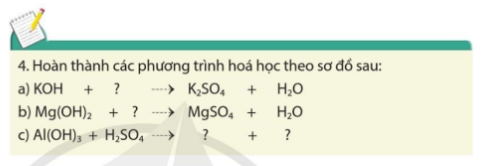 4. Hoàn thành các phương trình hoá học theo sơ đồ sau:
a) KOH + ? ----> K₂SO₄ + H₂O
b) Mg(OH)₂ + ? ----> MgSO₄ + H₂O
c) Al(OH)₃ + H₂SO₄ ----> ? + ?